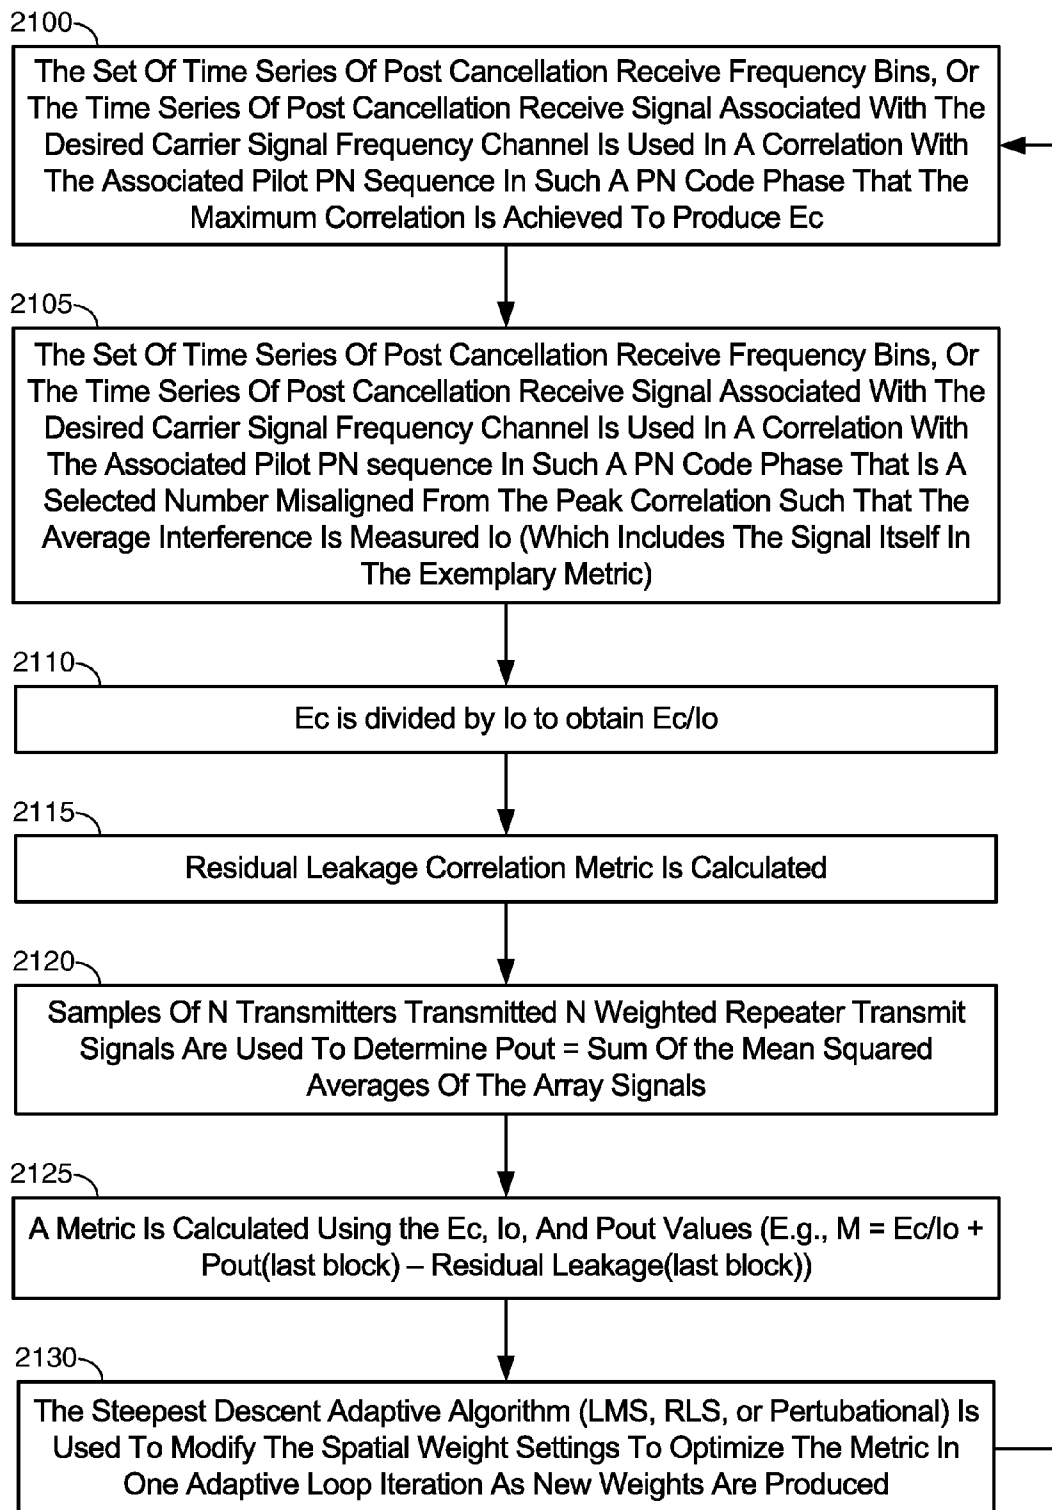 2100
The Set Of Time Series Of Post Cancellation Receive Frequency Bins, Or
The Time Series Of Post Cancellation Receive Signal Associated With The
Desired Carrier Signal Frequency Channel Is Used In A Correlation With
The Associated Pilot PN Sequence In Such A PN Code Phase That The
Maximum Correlation Is Achieved To Produce Ec
2105
The Set Of Time Series Of Post Cancellation Receive Frequency Bins, Or
The Time Series Of Post Cancellation Receive Signal Associated With The
Desired Carrier Signal Frequency Channel Is Used In A Correlation With
The Associated Pilot PN sequence In Such A PN Code Phase That Is A
Selected Number Misaligned From The Peak Correlation Such That The
Average Interference Is Measured Io (Which Includes The Signal Itself In
The Exemplary Metric)
2110
Ec is divided by Io to obtain Ec/Io
2115
Residual Leakage Correlation Metric Is Calculated
2120
Samples Of N Transmitters Transmitted N Weighted Repeater Transmit
Signals Are Used To Determine Pout = Sum Of the Mean Squared
Averages Of The Array Signals
2125
A Metric Is Calculated Using the Ec, Io, And Pout Values (E.g., M = Ec/Io +
Pout(last block) – Residual Leakage(last block))
2130
The Steepest Descent Adaptive Algorithm (LMS, RLS, or Pertubational) Is
Used To Modify The Spatial Weight Settings To Optimize The Metric In
One Adaptive Loop Iteration As New Weights Are Produced